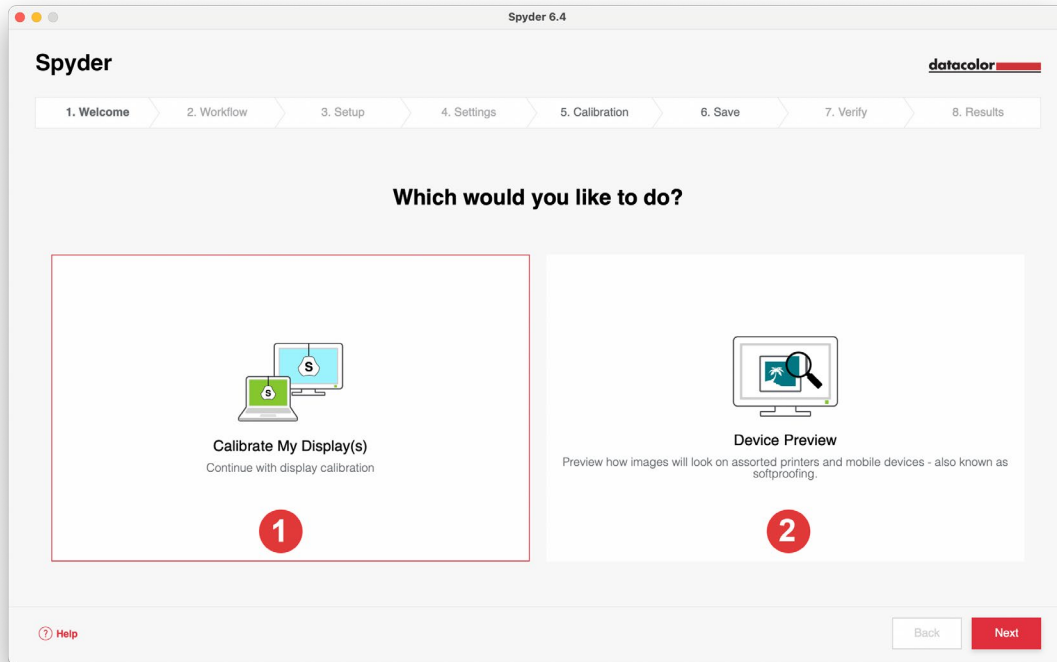 Spyder 6.4
Spyder
datacolor
1. Welcome
2. Workflow
3. Setup
4. Settings
5. Calibration
6. Save
7. Verify
8. Results
Which would you like to do?
S
S
Calibrate My Display(s)
Continue with display calibration
1
Device Preview
Preview how images will look on assorted printers and mobile devices - also known as
softproofing.
2
? Help
Back
Next